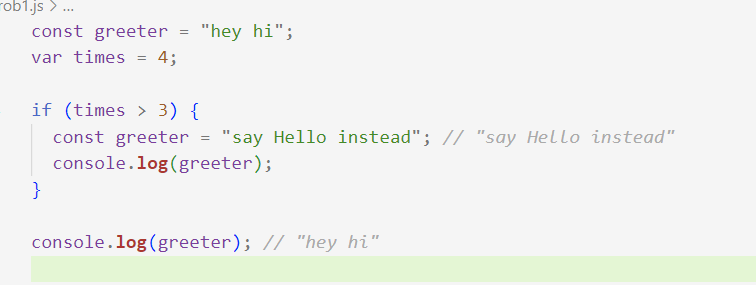 rob1.js > ...
const greeter = "hey hi";
var times = 4;
if (times > 3) {
const greeter = "say Hello instead"; // "say Hello instead"
console.log(greeter);
}
console.log(greeter); // "hey hi"